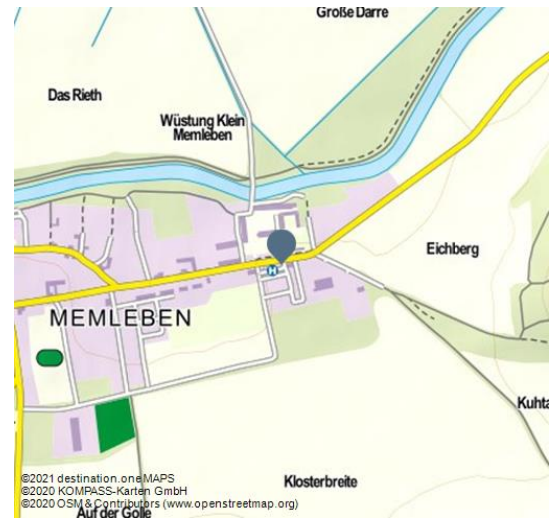 Große Darre
Das Rieth
Wüstung Klein
Memleben
Eichberg
H
MEMLEBEN
Kuhta
Klosterbreite
©2021 destination.one MAPS
©2020 KOMPASS-Karten GmbH
©2020 OSM & Contributors (www.openstreetmap.org)
Auf der Golle